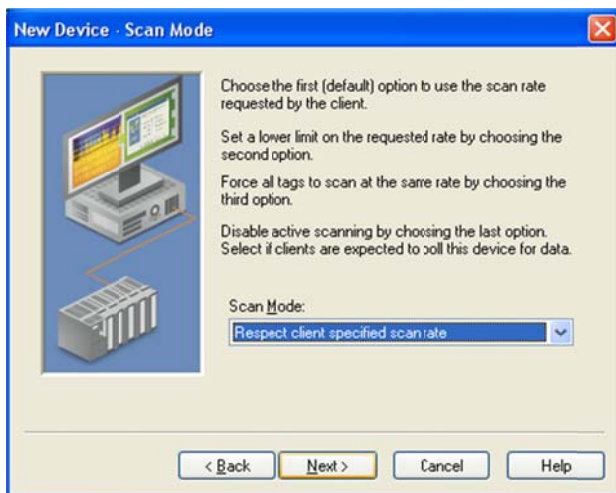 New Device - Scan Mode
Choose the first (default) option to use the scan rate
requested by the client.
Set a lower limit on the requested rate by choosing the
second option.
Force all tags to scan at the same rate by choosing the
third option.
Disable active scanning by choosing the last option.
Select if clients are expected to poll this device for data.
Scan Mode:
Respect client specified scan rate
< Back
Next >
Cancel
Help